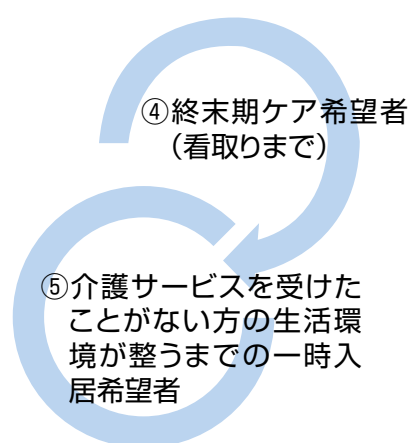 ④終末期ケア希望者
（看取りまで）
⑤介護サービスを受けた
ことがない方の生活環
境が整うまでの一時入
居希望者